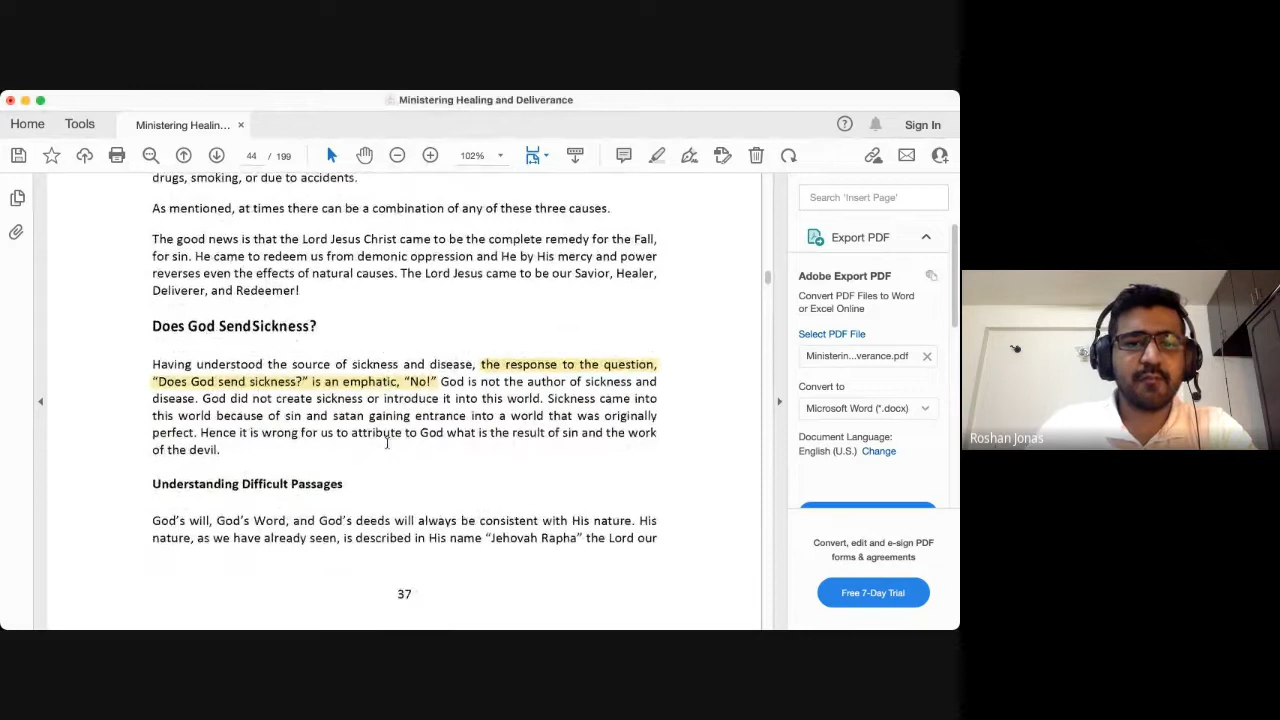 Ministering Healing and Deliverance
Home
Tools
Ministering Healin...
Sign In
44 / 199
102%
drugs, smoking, or due to accidents.
As mentioned, at times there can be a combination of any of these three causes.
The good news is that the Lord Jesus Christ came to be the complete remedy for the Fall,
for sin. He came to redeem us from demonic oppression and He by His mercy and power
reverses even the effects of natural causes. The Lord Jesus came to be our Savior, Healer,
Deliverer, and Redeemer!
Does God Send Sickness?
Having understood the source of sickness and disease, the response to the question,
“Does God send sickness?” is an emphatic, “No!” God is not the author of sickness and
disease. God did not create sickness or introduce it into this world. Sickness came into
this world because of sin and satan gaining entrance into a world that was originally
perfect. Hence it is wrong for us to attribute to God what is the result of sin and the work
of the devil.
Understanding Difficult Passages
God’s will, God’s Word, and God’s deeds will always be consistent with His nature. His
nature, as we have already seen, is described in His name “Jehovah Rapha” the Lord our
37
Search 'Insert Page'
Export PDF
Adobe Export PDF
Convert PDF Files to Word
or Excel Online
Select PDF File
Ministerin...verance.pdf
Convert to
Microsoft Word (*.docx)
Document Language:
English (U.S.) Change
Convert, edit and e-sign PDF
forms & agreements
Free 7-Day Trial
Roshan Jonas